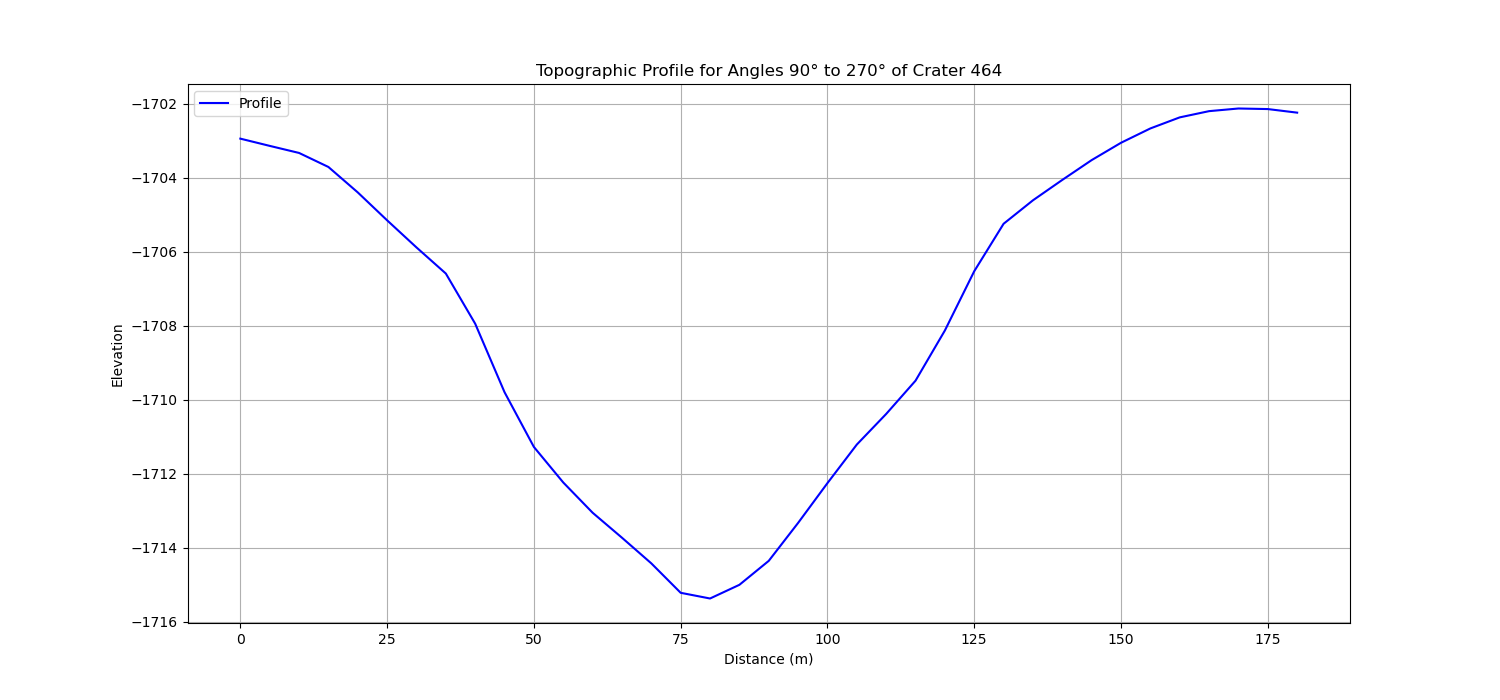 Topographic Profile for Angles 90° to 270° of Crater 464
Profile
−1702
−1704
−1706
−1708
−1710
−1712
−1714
−1716
Elevation
0 25 50 75 100 125 150 175
Distance (m)